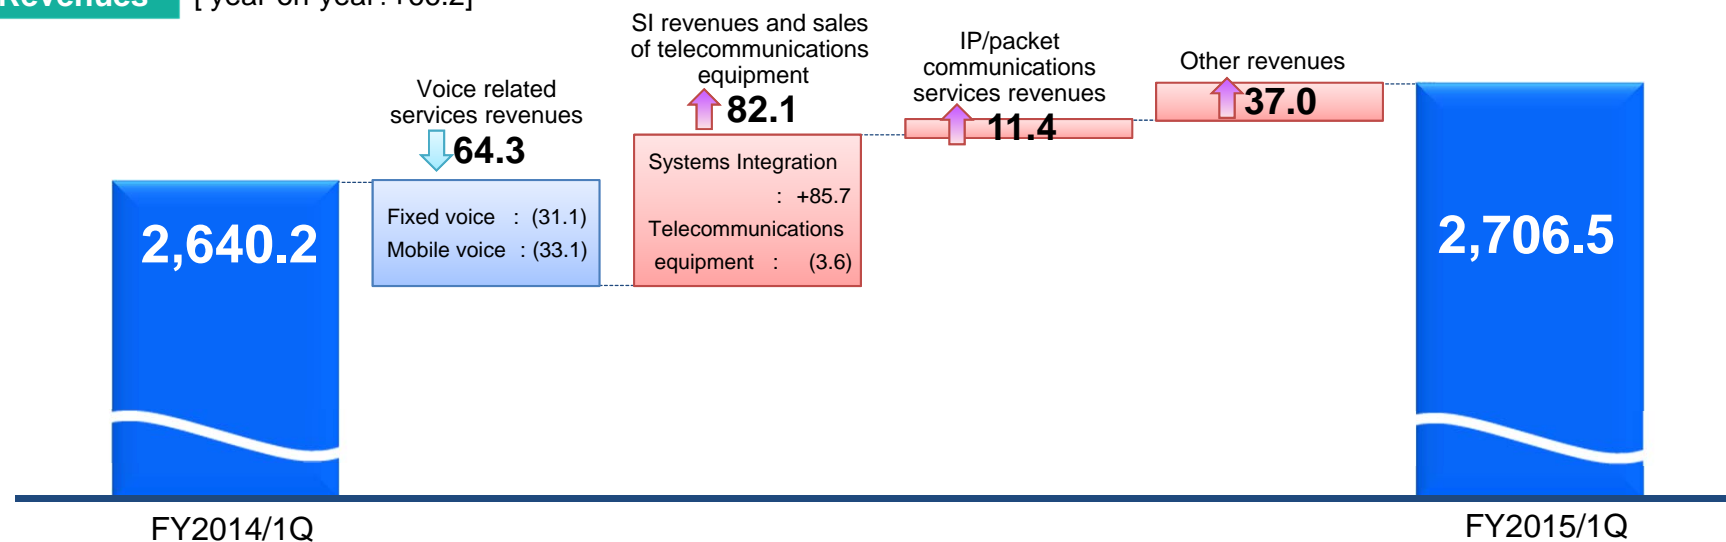 Revenues
SI revenues and sales
of telecommunications
equipment
82.1
IP/packet
communications
services revenues
11.4
Other revenues
37.0
Voice related
services revenues
64.3
2,640.2
Fixed voice : (31.1)
Mobile voice : (33.1)
Systems Integration
: +85.7
Telecommunications
equipment : (3.6)
2,706.5
FY2014/1Q
FY2015/1Q